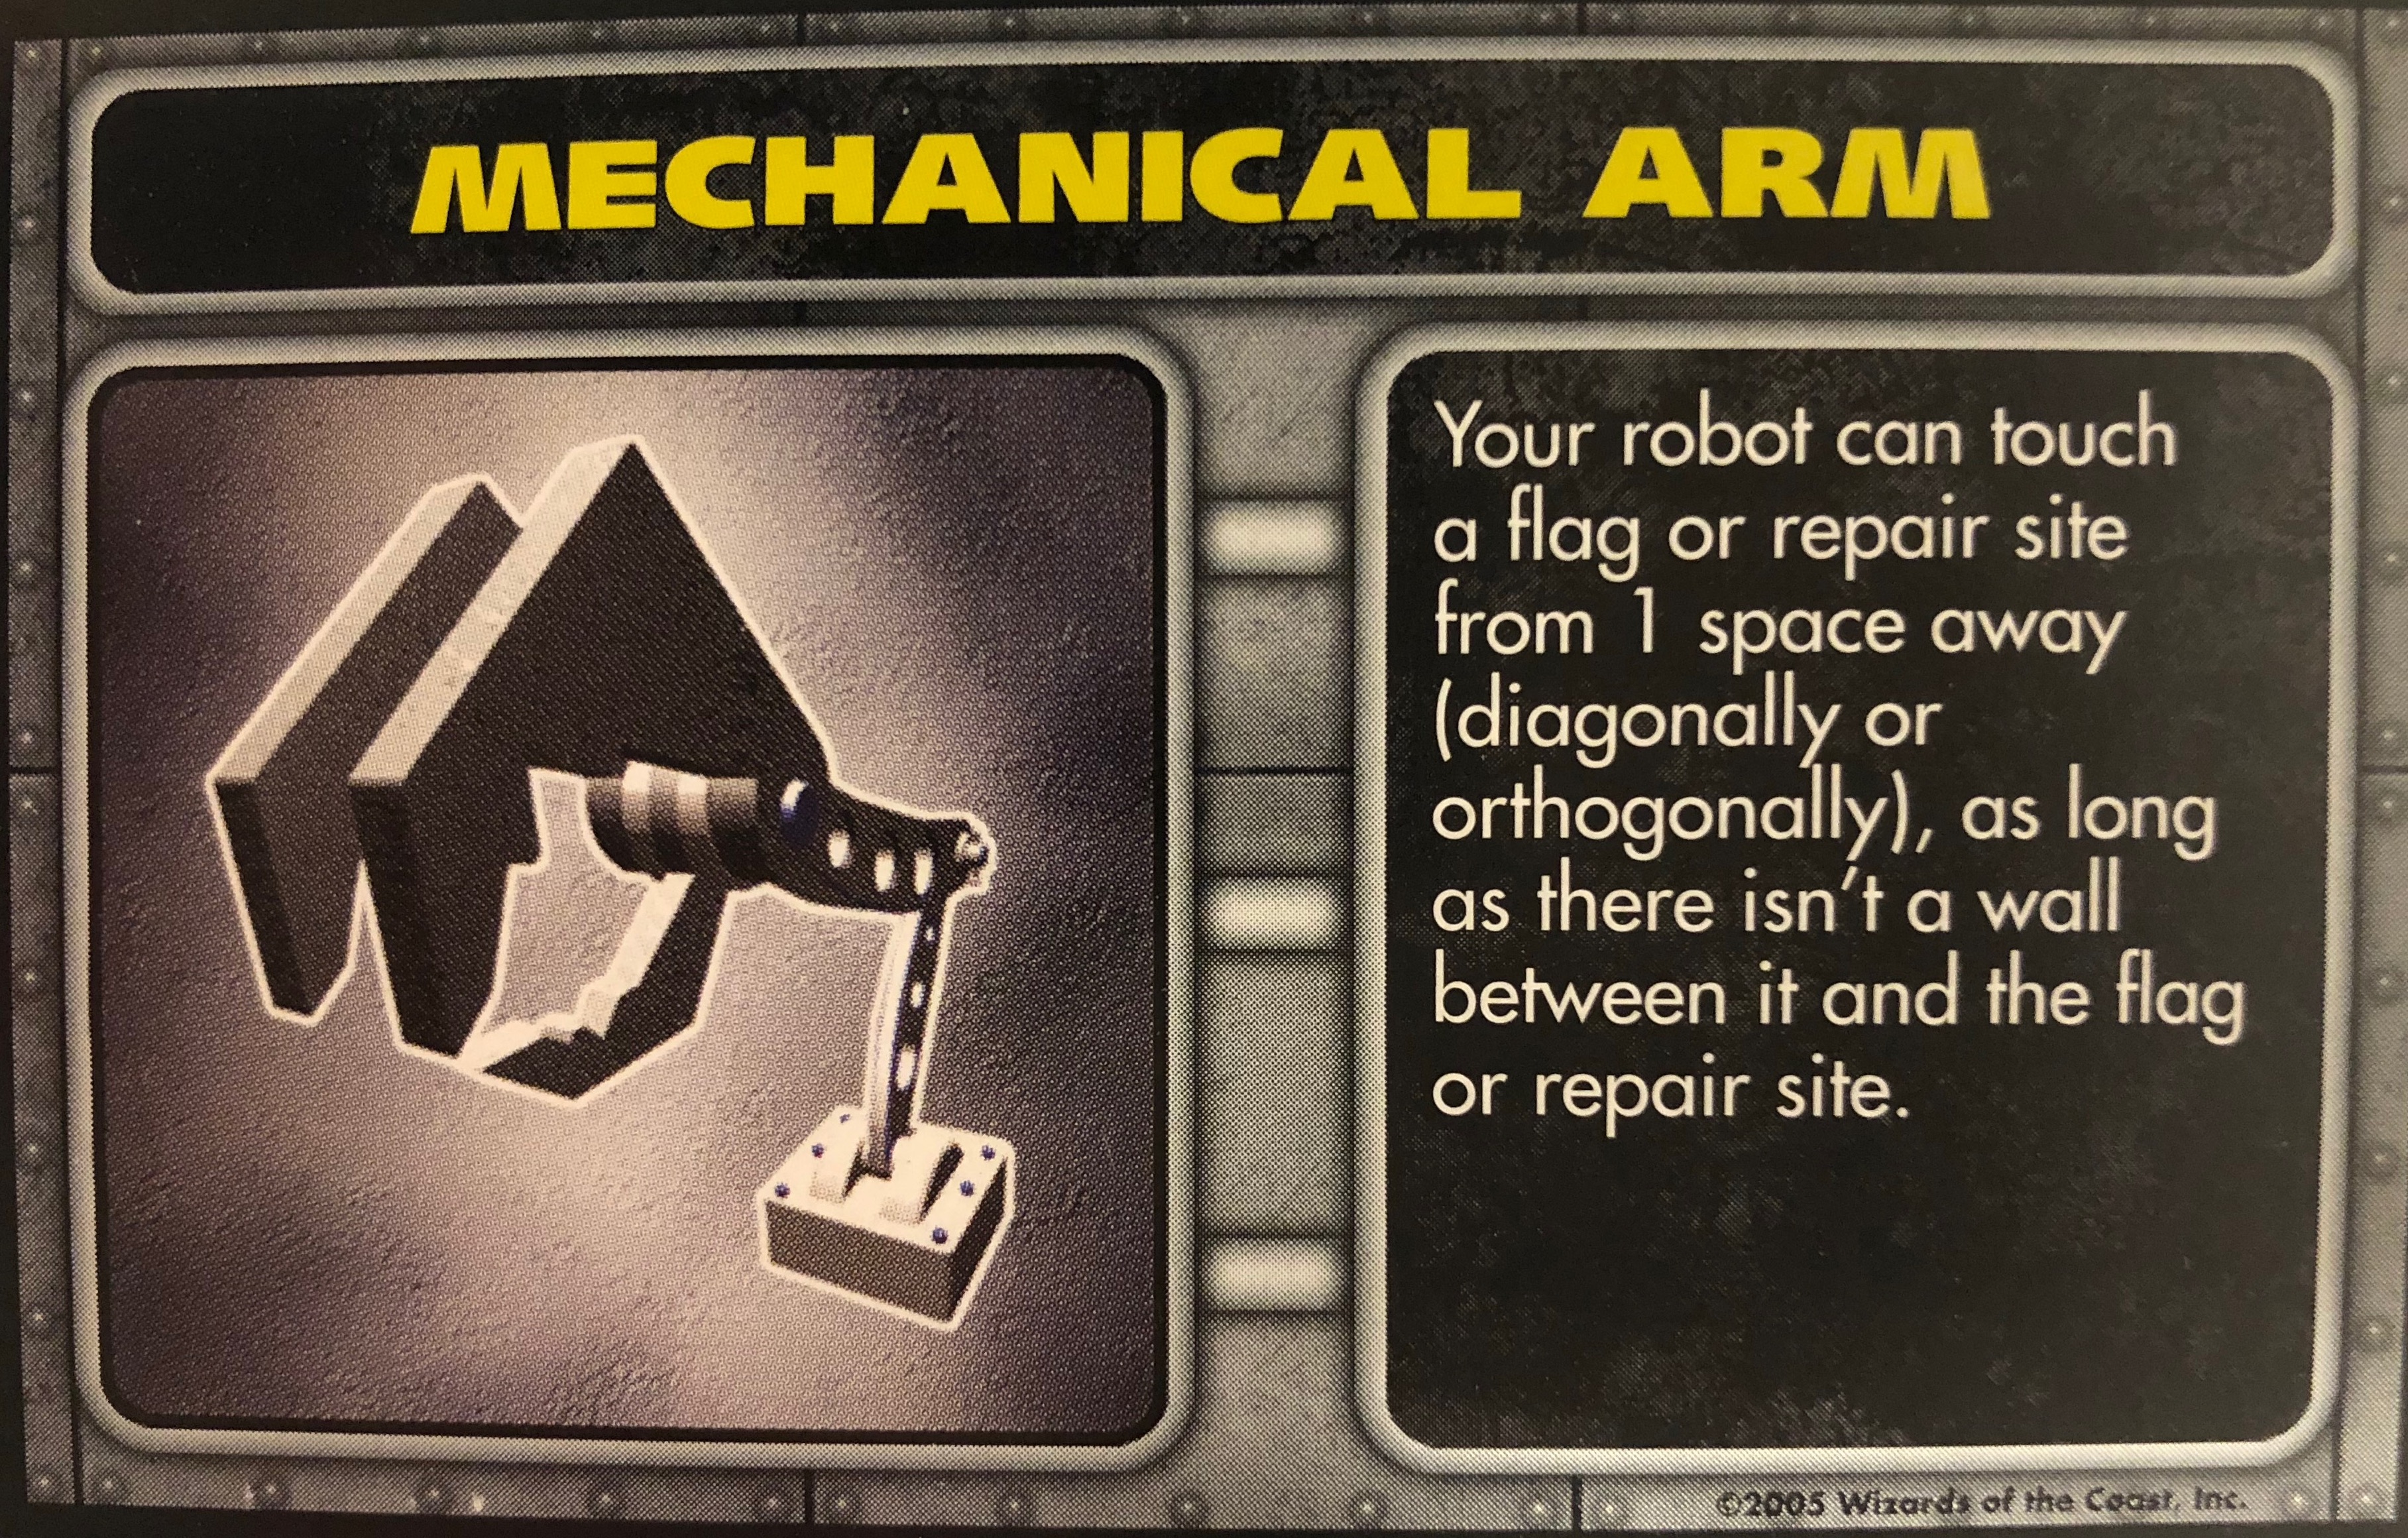 MECHANICAL ARM
Your robot can touch
a flag or repair site
from 1 space away
(diagonally or
orthogonally), as long
as there isn't a wall
between it and the flag
or repair site.
©2005 Wizards of the Coast, Inc.